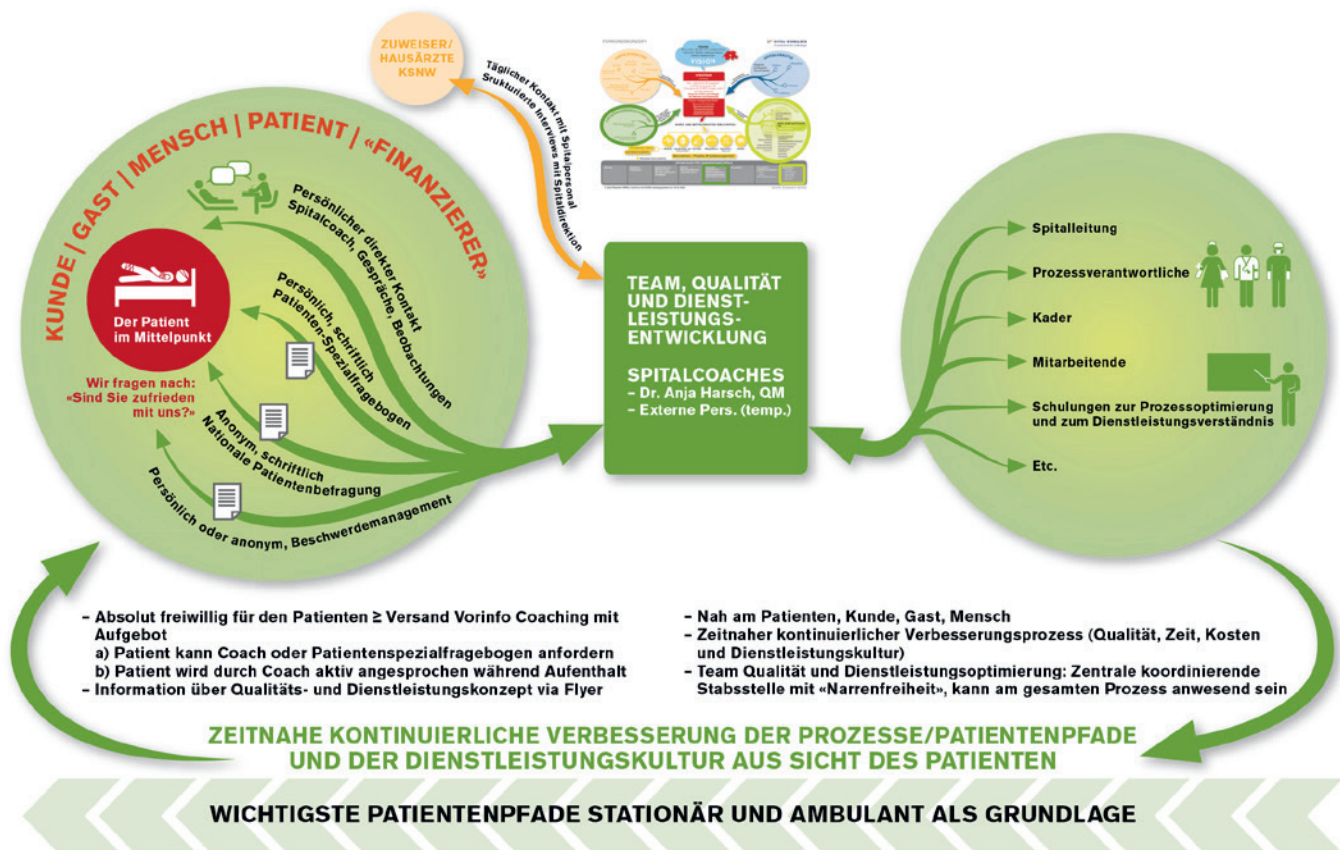 ZUWEISER/
HAUSÄRZTE
KSNW
Täglicher Kontakt mit Spitalpersonal
Srukturierte Interviews mit Spitaldirektion
VISION
KUNDE | GAST | MENSCH | PATIENT | «FINANZIERER»
Persönlicher direkter Kontakt
Spitalcoach, Gespräche, Beobachtungen
Der Patient
im Mittelpunkt
Persönlich, schriftlich
Patienten-Spezialfragebogen
Wir fragen nach:
«Sind Sie zufrieden
mit uns?»
Anonym, schriftlich
Nationale Patientenbefragung
Persönlich oder anonym, Beschwerdemanagement
TEAM, QUALITÄT
UND DIENST-
LEISTUNGS-
ENTWICKLUNG
SPITALCOACHES
– Dr. Anja Harsch, QM
– Externe Pers. (temp.)
Spitalleitung
Prozessverantwortliche
Kader
Mitarbeitende
Schulungen zur Prozessoptimierung
und zum Dienstleistungsverständnis
Etc.
– Absolut freiwillig für den Patienten ≥ Versand Vorinfo Coaching mit
Aufgebot
a) Patient kann Coach oder Patientenspezialfragebogen anfordern
b) Patient wird durch Coach aktiv angesprochen während Aufenthalt
– Information über Qualitäts- und Dienstleistungskonzept via Flyer
– Nah am Patienten, Kunde, Gast, Mensch
– Zeitnaher kontinuierlicher Verbesserungsprozess (Qualität, Zeit, Kosten
und Dienstleistungskultur)
– Team Qualität und Dienstleistungsoptimierung: Zentrale koordinierende
Stabsstelle mit «Narrenfreiheit», kann am gesamten Prozess anwesend sein
ZEITNAHE KONTINUIERLICHE VERBESSERUNG DER PROZESSE/PATIENTENPFADE
UND DER DIENSTLEISTUNGSKULTUR AUS SICHT DES PATIENTEN
WICHTIGSTE PATIENTENPFADE STATIONÄR UND AMBULANT ALS GRUNDLAGE